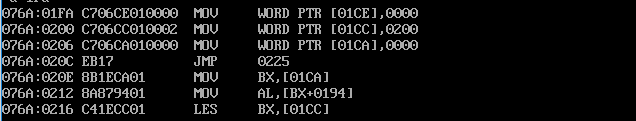 076A:01FA C706CE010000  MOV     WORD PTR [01CE],0000
076A:0200 C706CC010002  MOV     WORD PTR [01CC],0200
076A:0206 C706CA010000  MOV     WORD PTR [01CA],0000
076A:020C EB17          JMP     0225
076A:020E 8B1ECA01      MOV     BX,[01CA]
076A:0212 8A879401      MOV     AL,[BX+0194]
076A:0216 C41ECC01      LES     BX,[01CC]